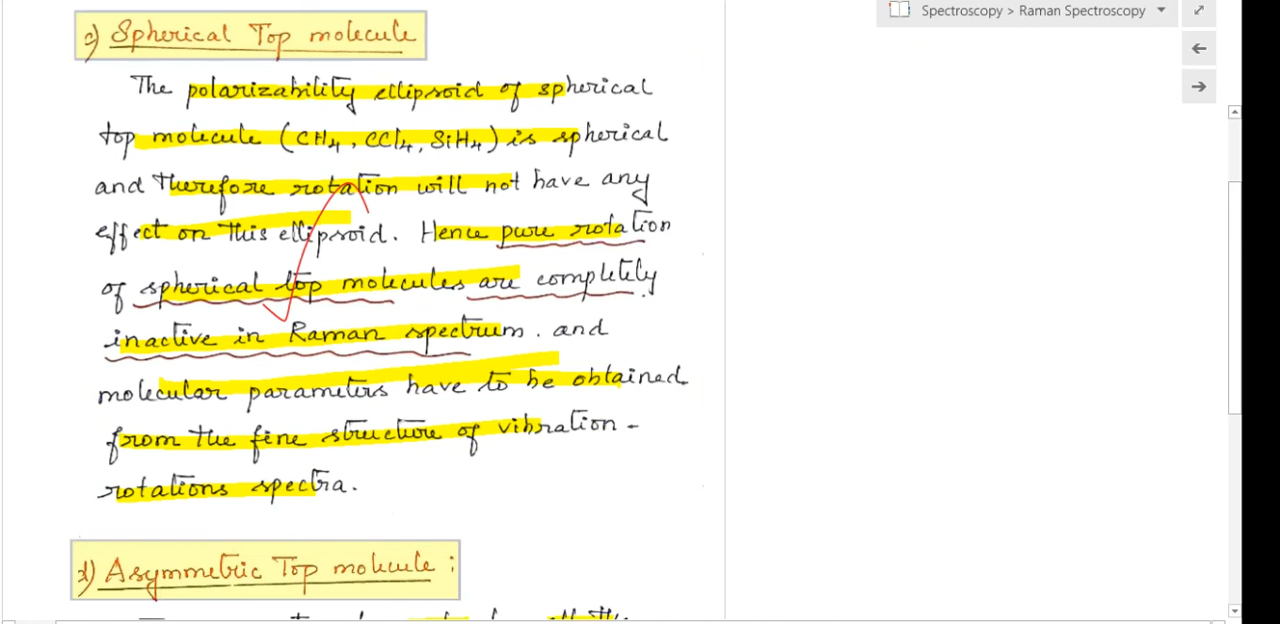 Spectroscopy > Raman Spectroscopy
c) Spherical Top molecule
The polarizability ellipsoid of spherical
top molecule (CH4, CCl4, SiH4) is spherical
and therefore rotation will not have any
effect on this ellipsoid. Hence pure rotation
of spherical top molecules are completely
inactive in Raman spectrum. and
molecular parameters have to be obtained
from the fine structure of vibration-
rotations spectra.
d) Asymmetric Top molecule: